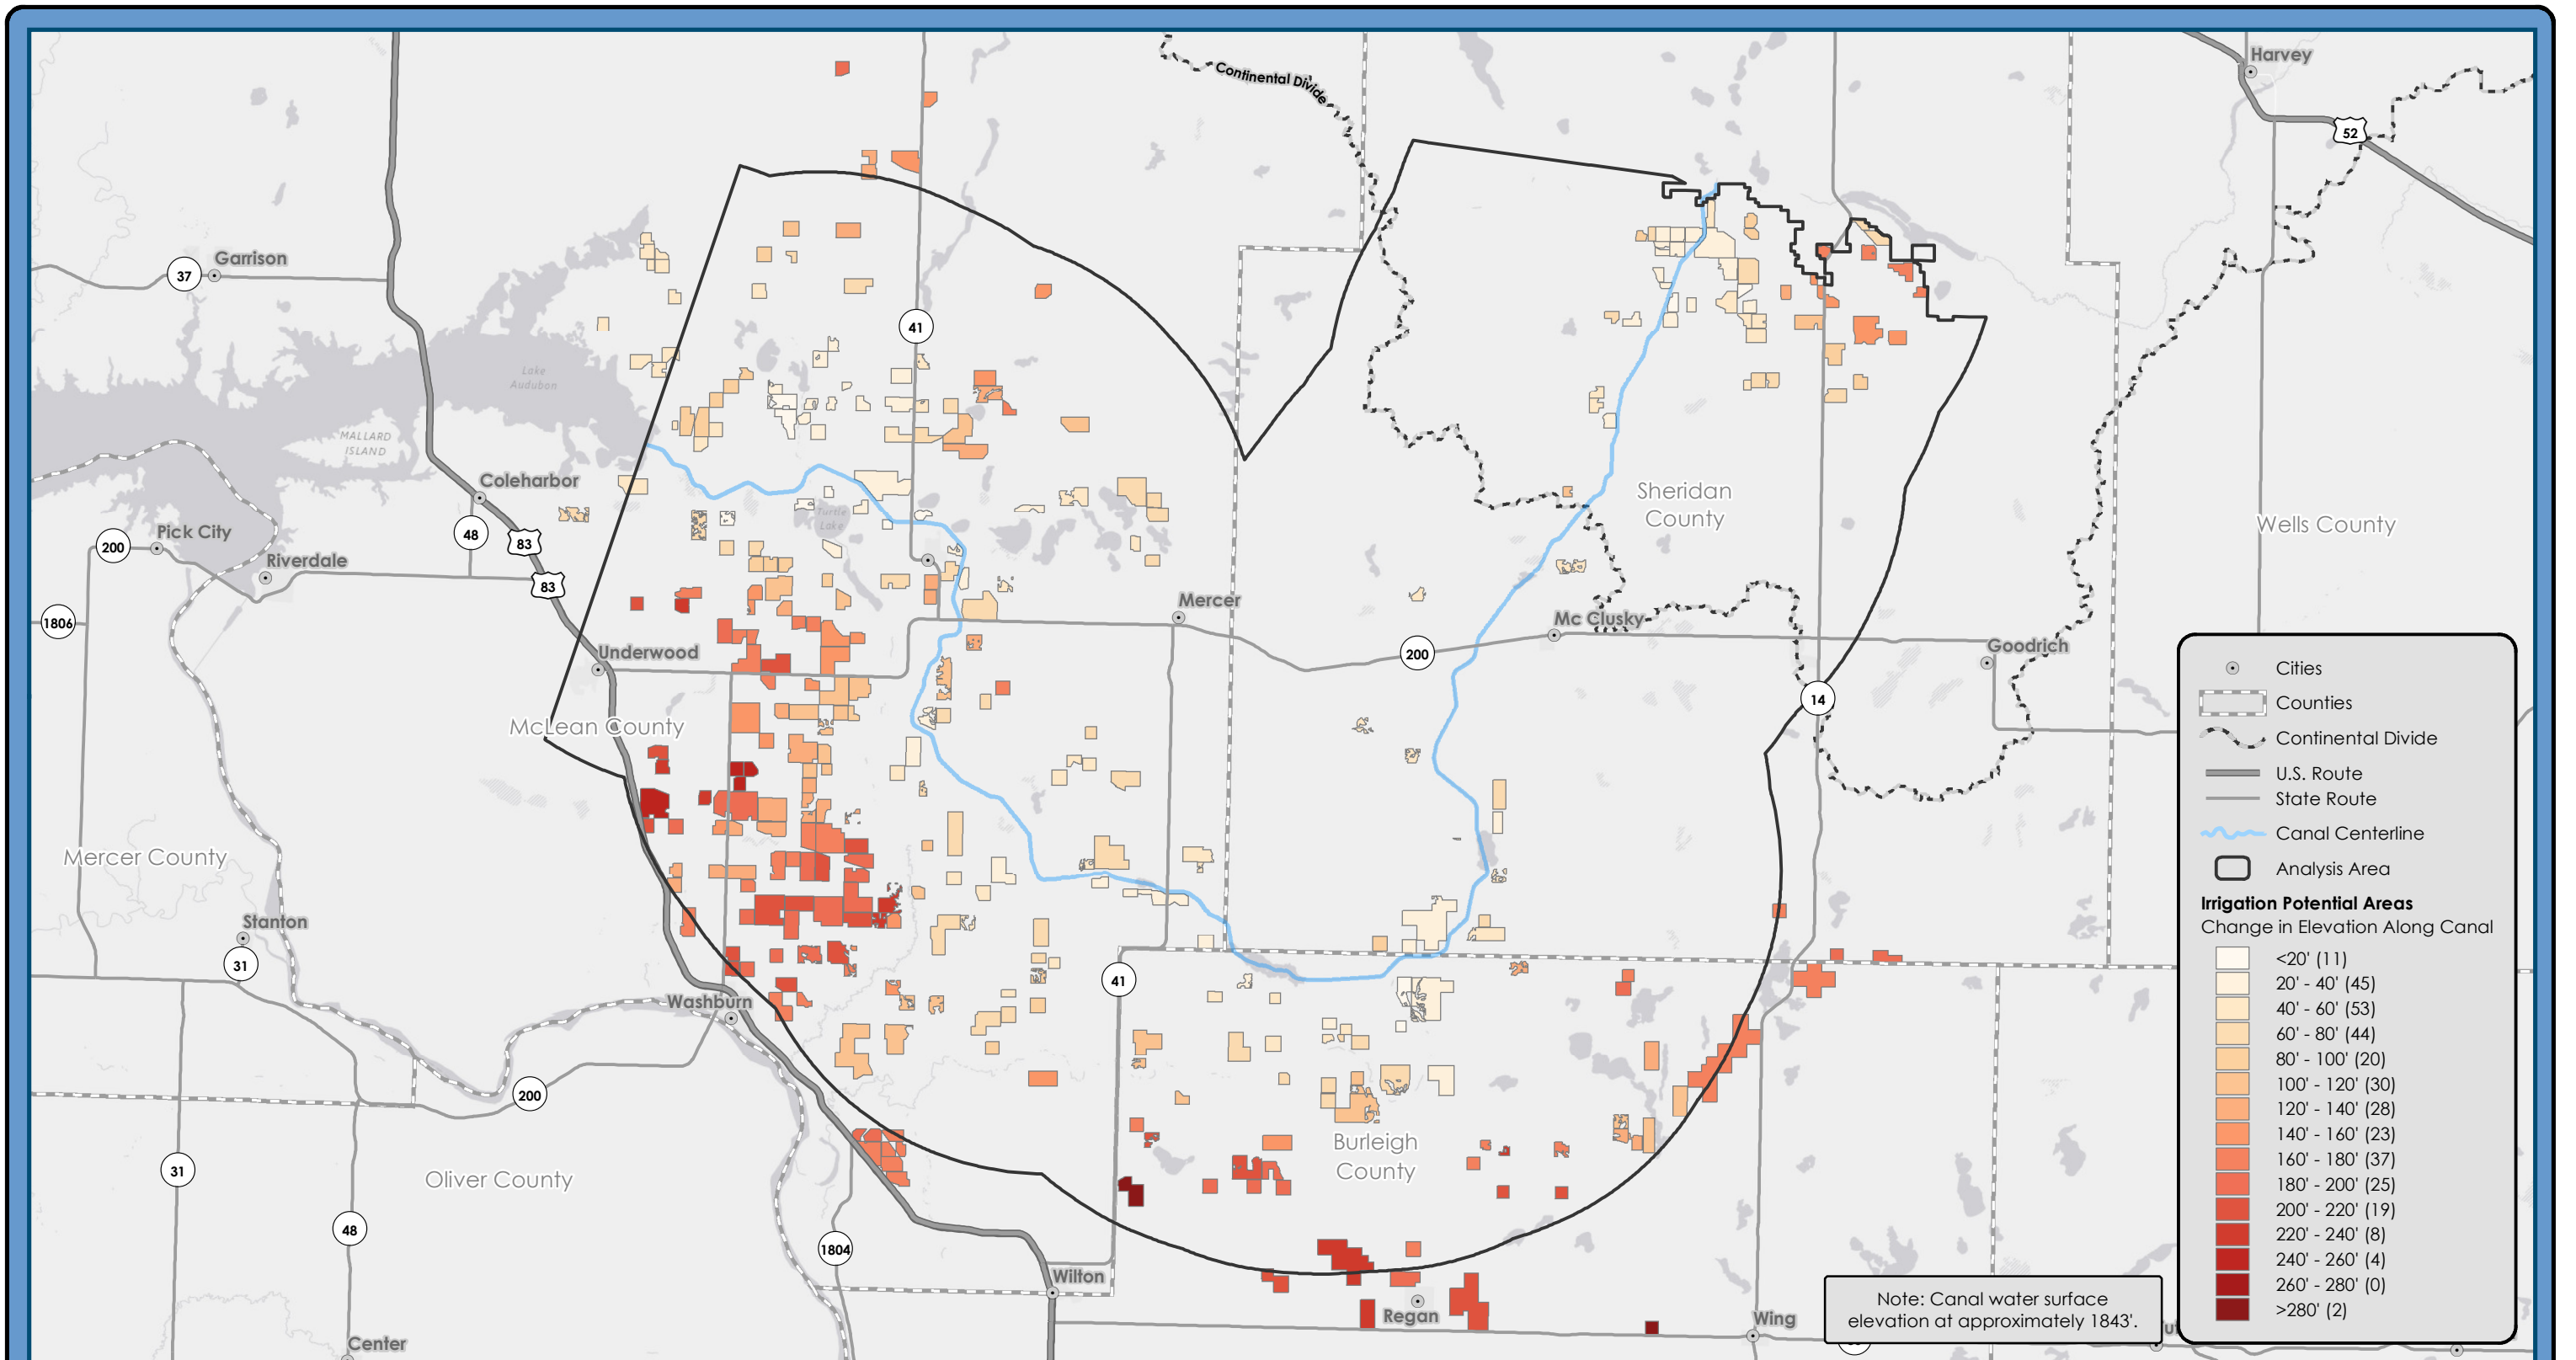 Harvey
Continental Divide
52
Garrison
37
41
Lake
Audubon
MALLARD
ISLAND
Coleharbor
Sheridan
County
Turtle
Lake
Wells County
Pick City
48
83
200
Riverdale
83
Mercer
Mc Clusky
1806
200
Goodrich
Underwood
14
McLean County
Mercer County
Stanton
31
41
Washburn
200
Burleigh
County
31
Oliver County
48
1804
Wilton
Regan
Wing
Center
Cities
Counties
Continental Divide
U.S. Route
State Route
Canal Centerline
Analysis Area
Irrigation Potential Areas
Change in Elevation Along Canal
<20' (11)
20' - 40' (45)
40' - 60' (53)
60' - 80' (44)
80' - 100' (20)
100' - 120' (30)
120' - 140' (28)
140' - 160' (23)
160' - 180' (37)
180' - 200' (25)
200' - 220' (19)
220' - 240' (8)
240' - 260' (4)
260' - 280' (0)
>280' (2)
Note: Canal water surface
elevation at approximately 1843'.